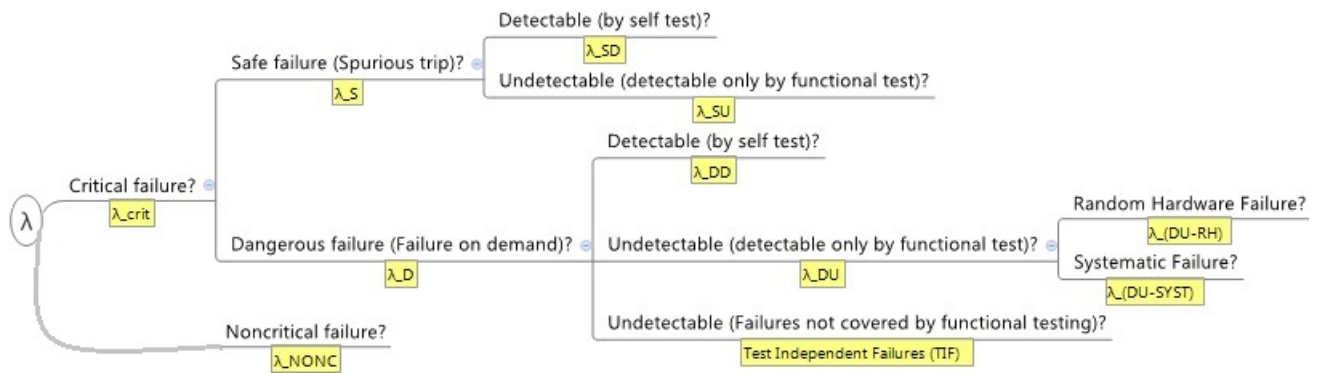 Detectable (by self test)?
λ_SD
Safe failure (Spurious trip)?
λ_S
Undetectable (detectable only by functional test)?
λ_SU
Detectable (by self test)?
λ_DD
Critical failure?
λ_crit
λ
Random Hardware Failure?
λ_(DU-RH)
Dangerous failure (Failure on demand)?
λ_D
Undetectable (detectable only by functional test)?
λ_DU
Systematic Failure?
λ_(DU-SYST)
Noncritical failure?
λ_NONC
Undetectable (Failures not covered by functional testing)?
Test Independent Failures (TIF)